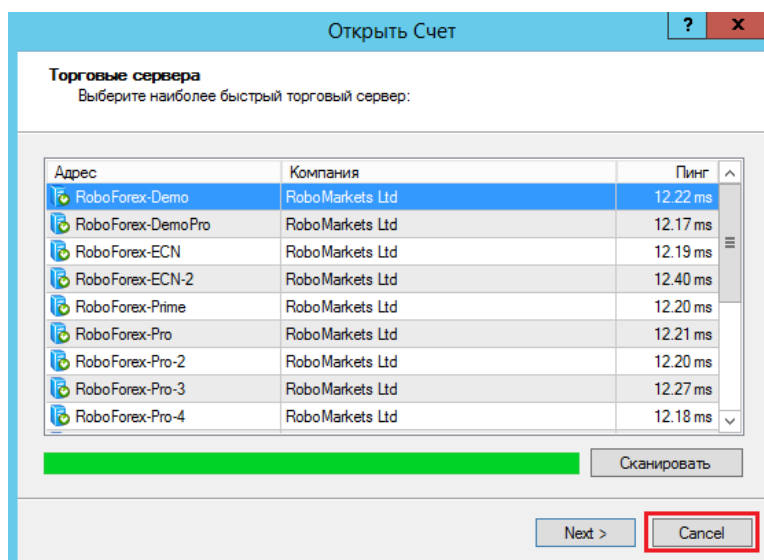 Открыть Счет
?
x
Торговые сервера
Выберите наиболее быстрый торговый сервер:
Адрес Компания Пинг
RoboForex-Demo RoboMarkets Ltd 12.22 ms
RoboForex-DemoPro RoboMarkets Ltd 12.17 ms
RoboForex-ECN RoboMarkets Ltd 12.19 ms
RoboForex-ECN-2 RoboMarkets Ltd 12.40 ms
RoboForex-Prime RoboMarkets Ltd 12.20 ms
RoboForex-Pro RoboMarkets Ltd 12.21 ms
RoboForex-Pro-2 RoboMarkets Ltd 12.20 ms
RoboForex-Pro-3 RoboMarkets Ltd 12.27 ms
RoboForex-Pro-4 RoboMarkets Ltd 12.18 ms
Сканировать
Next > Cancel